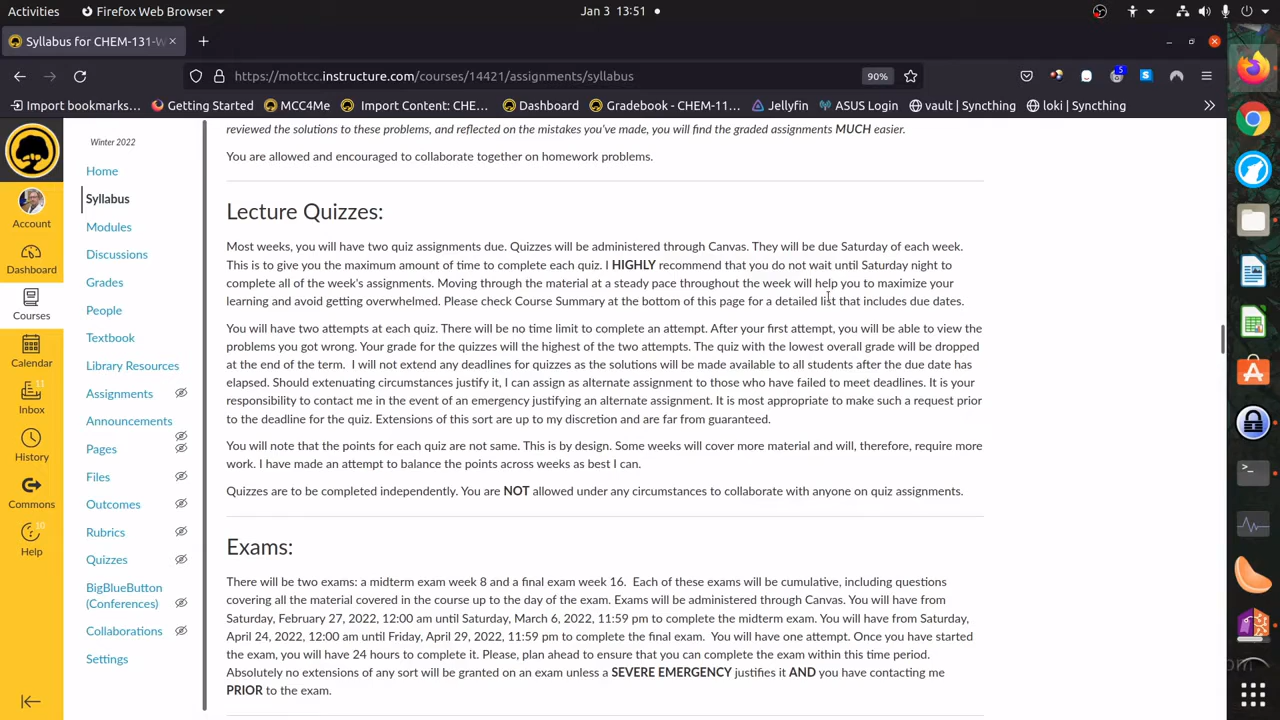 Activities
Firefox Web Browser
Jan 3 13:51
Syllabus for CHEM-131-W
https://mottcc.instructure.com/courses/14421/assignments/syllabus
90%
5
Import bookmarks...
Getting Started
MCC4Me
Import Content: CHE...
Dashboard
Gradebook - CHEM-11...
Jellyfin
ASUS Login
vault | Syncthing
loki | Syncthing
Account
Dashboard
Courses
Calendar
11
Inbox
History
Commons
10
Help
Winter 2022
Home
Syllabus
Modules
Discussions
Grades
People
Textbook
Library Resources
Assignments
Announcements
Pages
Files
Outcomes
Rubrics
Quizzes
BigBlueButton
(Conferences)
Collaborations
Settings
reviewed the solutions to these problems, and reflected on the mistakes you've made, you will find the graded assignments MUCH easier.
You are allowed and encouraged to collaborate together on homework problems.
Lecture Quizzes:
Most weeks, you will have two quiz assignments due. Quizzes will be administered through Canvas. They will be due Saturday of each week.
This is to give you the maximum amount of time to complete each quiz. I HIGHLY recommend that you do not wait until Saturday night to
complete all of the week's assignments. Moving through the material at a steady pace throughout the week will help you to maximize your
learning and avoid getting overwhelmed. Please check Course Summary at the bottom of this page for a detailed list that includes due dates.
You will have two attempts at each quiz. There will be no time limit to complete an attempt. After your first attempt, you will be able to view the
problems you got wrong. Your grade for the quizzes will the highest of the two attempts. The quiz with the lowest overall grade will be dropped
at the end of the term. I will not extend any deadlines for quizzes as the solutions will be made available to all students after the due date has
elapsed. Should extenuating circumstances justify it, I can assign as alternate assignment to those who have failed to meet deadlines. It is your
responsibility to contact me in the event of an emergency justifying an alternate assignment. It is most appropriate to make such a request prior
to the deadline for the quiz. Extensions of this sort are up to my discretion and are far from guaranteed.
You will note that the points for each quiz are not same. This is by design. Some weeks will cover more material and will, therefore, require more
work. I have made an attempt to balance the points across weeks as best I can.
Quizzes are to be completed independently. You are NOT allowed under any circumstances to collaborate with anyone on quiz assignments.
Exams:
There will be two exams: a midterm exam week 8 and a final exam week 16. Each of these exams will be cumulative, including questions
covering all the material covered in the course up to the day of the exam. Exams will be administered through Canvas. You will have from
Saturday, February 27, 2022, 12:00 am until Saturday, March 6, 2022, 11:59 pm to complete the midterm exam. You will have from Saturday,
April 24, 2022, 12:00 am until Friday, April 29, 2022, 11:59 pm to complete the final exam. You will have one attempt. Once you have started
the exam, you will have 24 hours to complete it. Please, plan ahead to ensure that you can complete the exam within this time period.
Absolutely no extensions of any sort will be granted on an exam unless a SEVERE EMERGENCY justifies it AND you have contacting me
PRIOR to the exam.